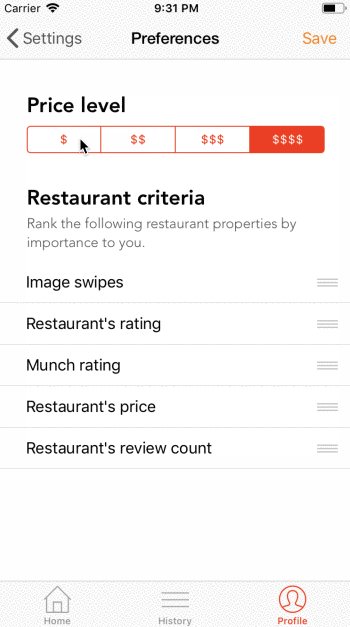 Carrier 9:31 PM
Settings Preferences Save
Price level
$ $$ $$$ $$$$
Restaurant criteria
Rank the following restaurant properties by
importance to you.
Image swipes
Restaurant's rating
Munch rating
Restaurant's price
Restaurant's review count
Home History Profile